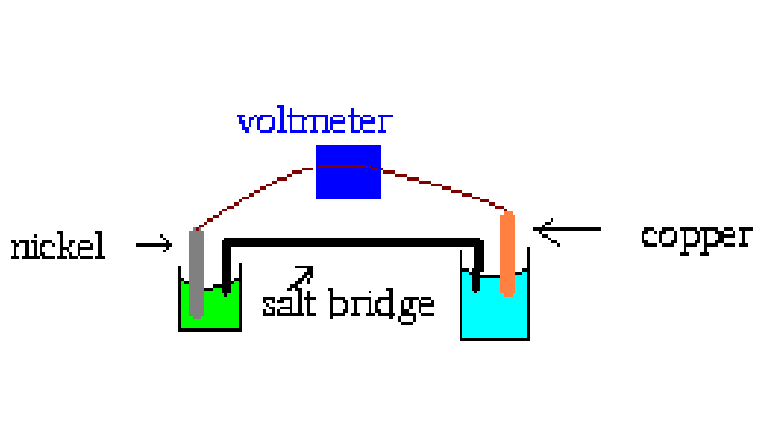 voltmeter
nickel
copper
salt bridge